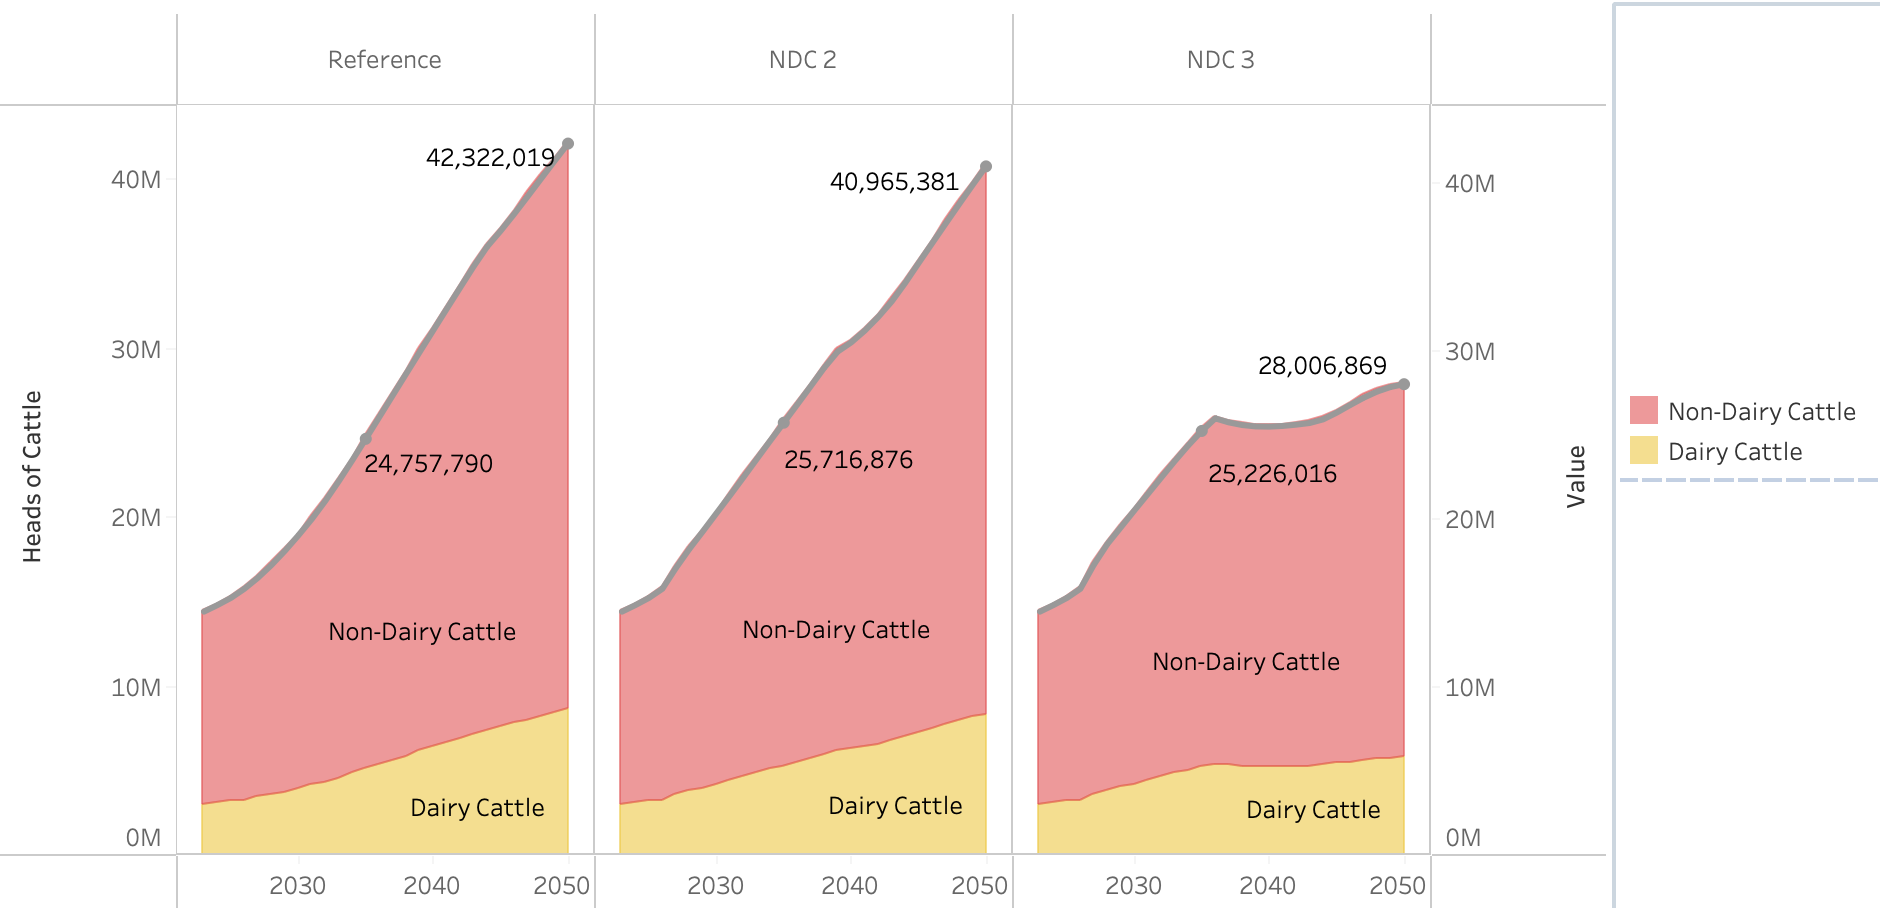 Reference
NDC 2
NDC 3
Heads of Cattle
40M
30M
20M
10M
0M
42,322,019
24,757,790
Non-Dairy Cattle
Dairy Cattle
40,965,381
25,716,876
Non-Dairy Cattle
Dairy Cattle
28,006,869
25,226,016
Non-Dairy Cattle
Dairy Cattle
40M
30M
20M
10M
0M
Value
2030 2040 2050
2030 2040 2050
2030 2040 2050
Non-Dairy Cattle
Dairy Cattle